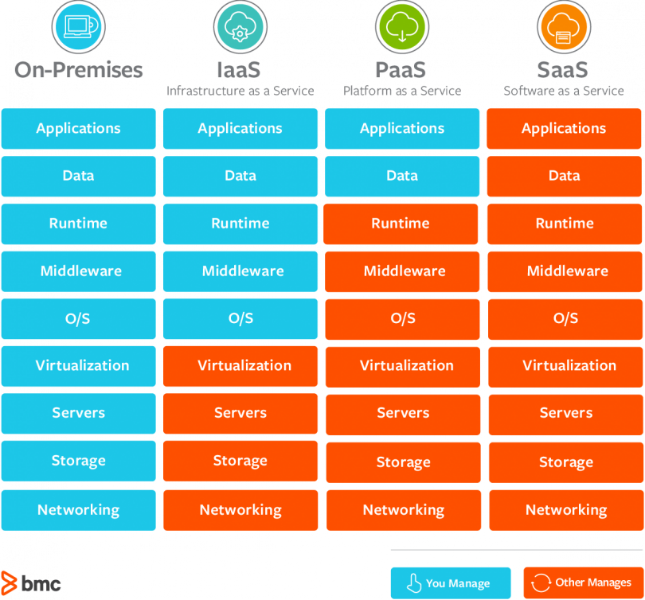 On-Premises IaaS PaaS SaaS
Infrastructure as a Service Platform as a Service Software as a Service
Applications Applications Applications Applications
Data Data Data Data
Runtime Runtime Runtime Runtime
Middleware Middleware Middleware Middleware
O/S O/S O/S O/S
Virtualization Virtualization Virtualization Virtualization
Servers Servers Servers Servers
Storage Storage Storage Storage
Networking Networking Networking Networking
bmc You Manage Other Manages